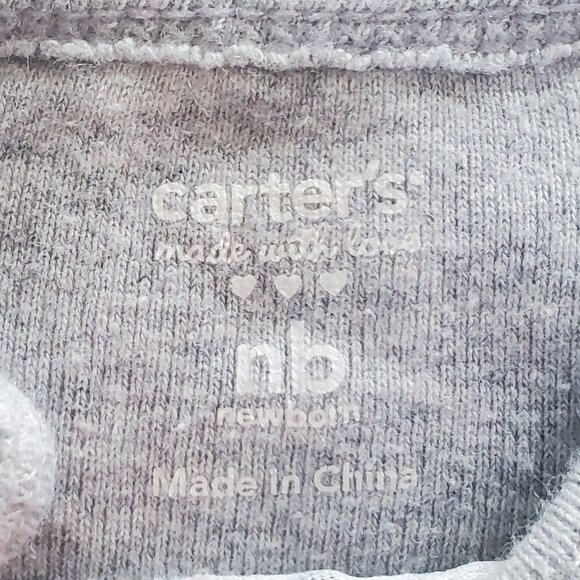 carter's
made with love
nb
newborn
Made In China